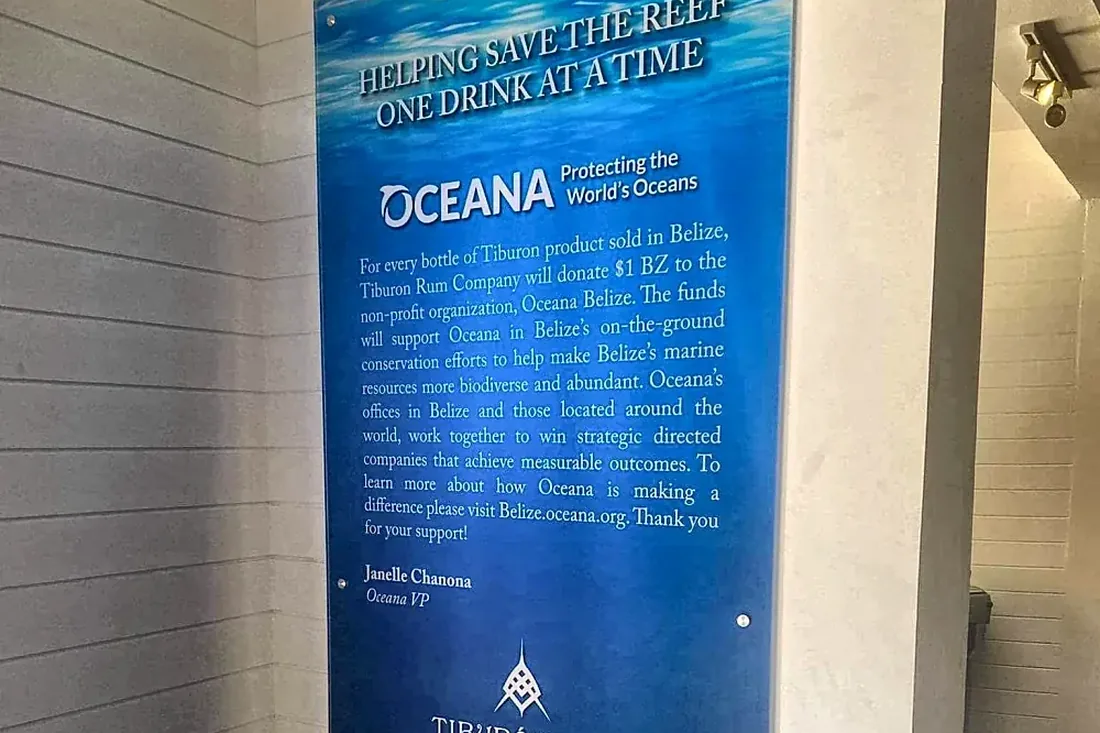 HELPING SAVE THE REEF
ONE DRINK AT A TIME
OCEANA Protecting the
World's Oceans
For every bottle of Tiburon product sold in Belize,
Tiburon Rum Company will donate $1 BZ to the
non-profit organization, Oceana Belize. The funds
will support Oceana in Belize's on-the-ground
conservation efforts to help make Belize's marine
resources more biodiverse and abundant. Oceana's
offices in Belize and those located around the
world, work together to win strategic directed
companies that achieve measurable outcomes. To
learn more about how Oceana is making a
difference please visit Belize.oceana.org. Thank you
for your support!
Janelle Chanona
Oceana VP